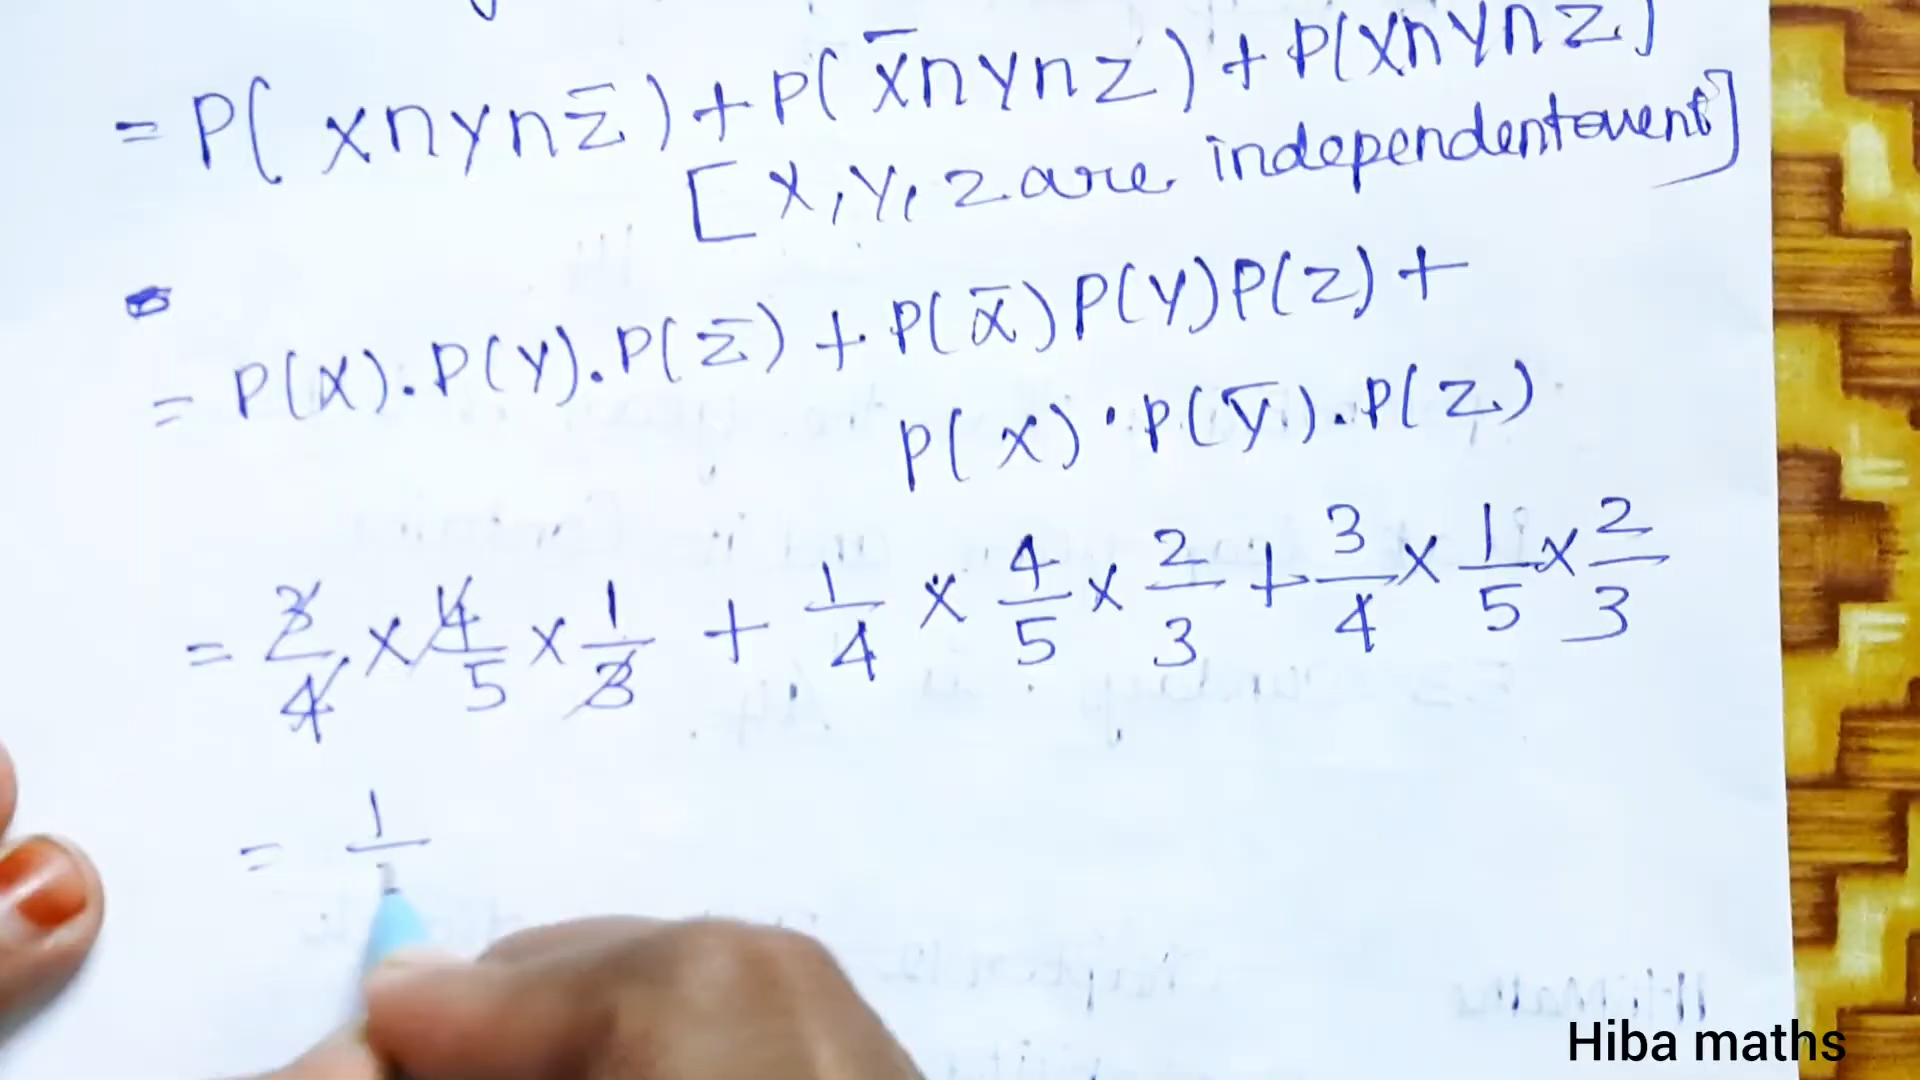 = P(X∩Y∩Z̄) + P(X̄∩Y∩Z) + P(X∩Y∩Z)
[X, Y, Z are independent event]
= P(X).P(Y).P(Z̄) + P(X̄) P(Y) P(Z) +
P(X)·P(Ȳ).P(Z)
= 3/4 × 4/5 × 1/3 + 1/4 × 4/5 × 2/3 + 3/4 × 1/5 × 2/3
= 1/
Hiba maths